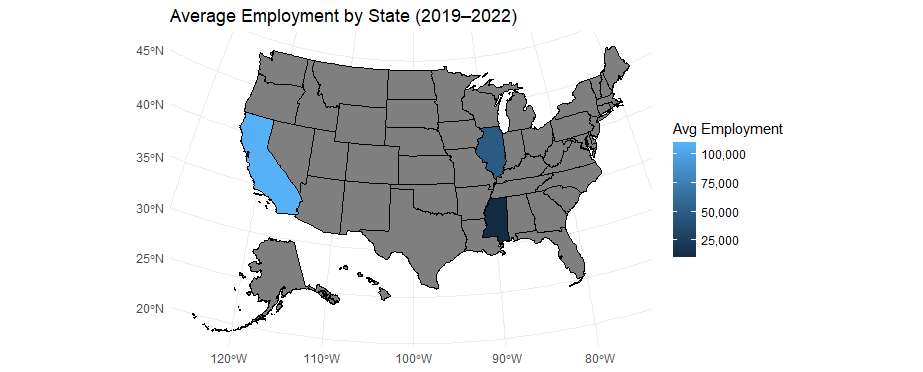 Average Employment by State (2019–2022)
45°N
40°N
35°N
30°N
25°N
20°N
120°W
110°W
100°W
90°W
80°W
Avg Employment
100,000
75,000
50,000
25,000